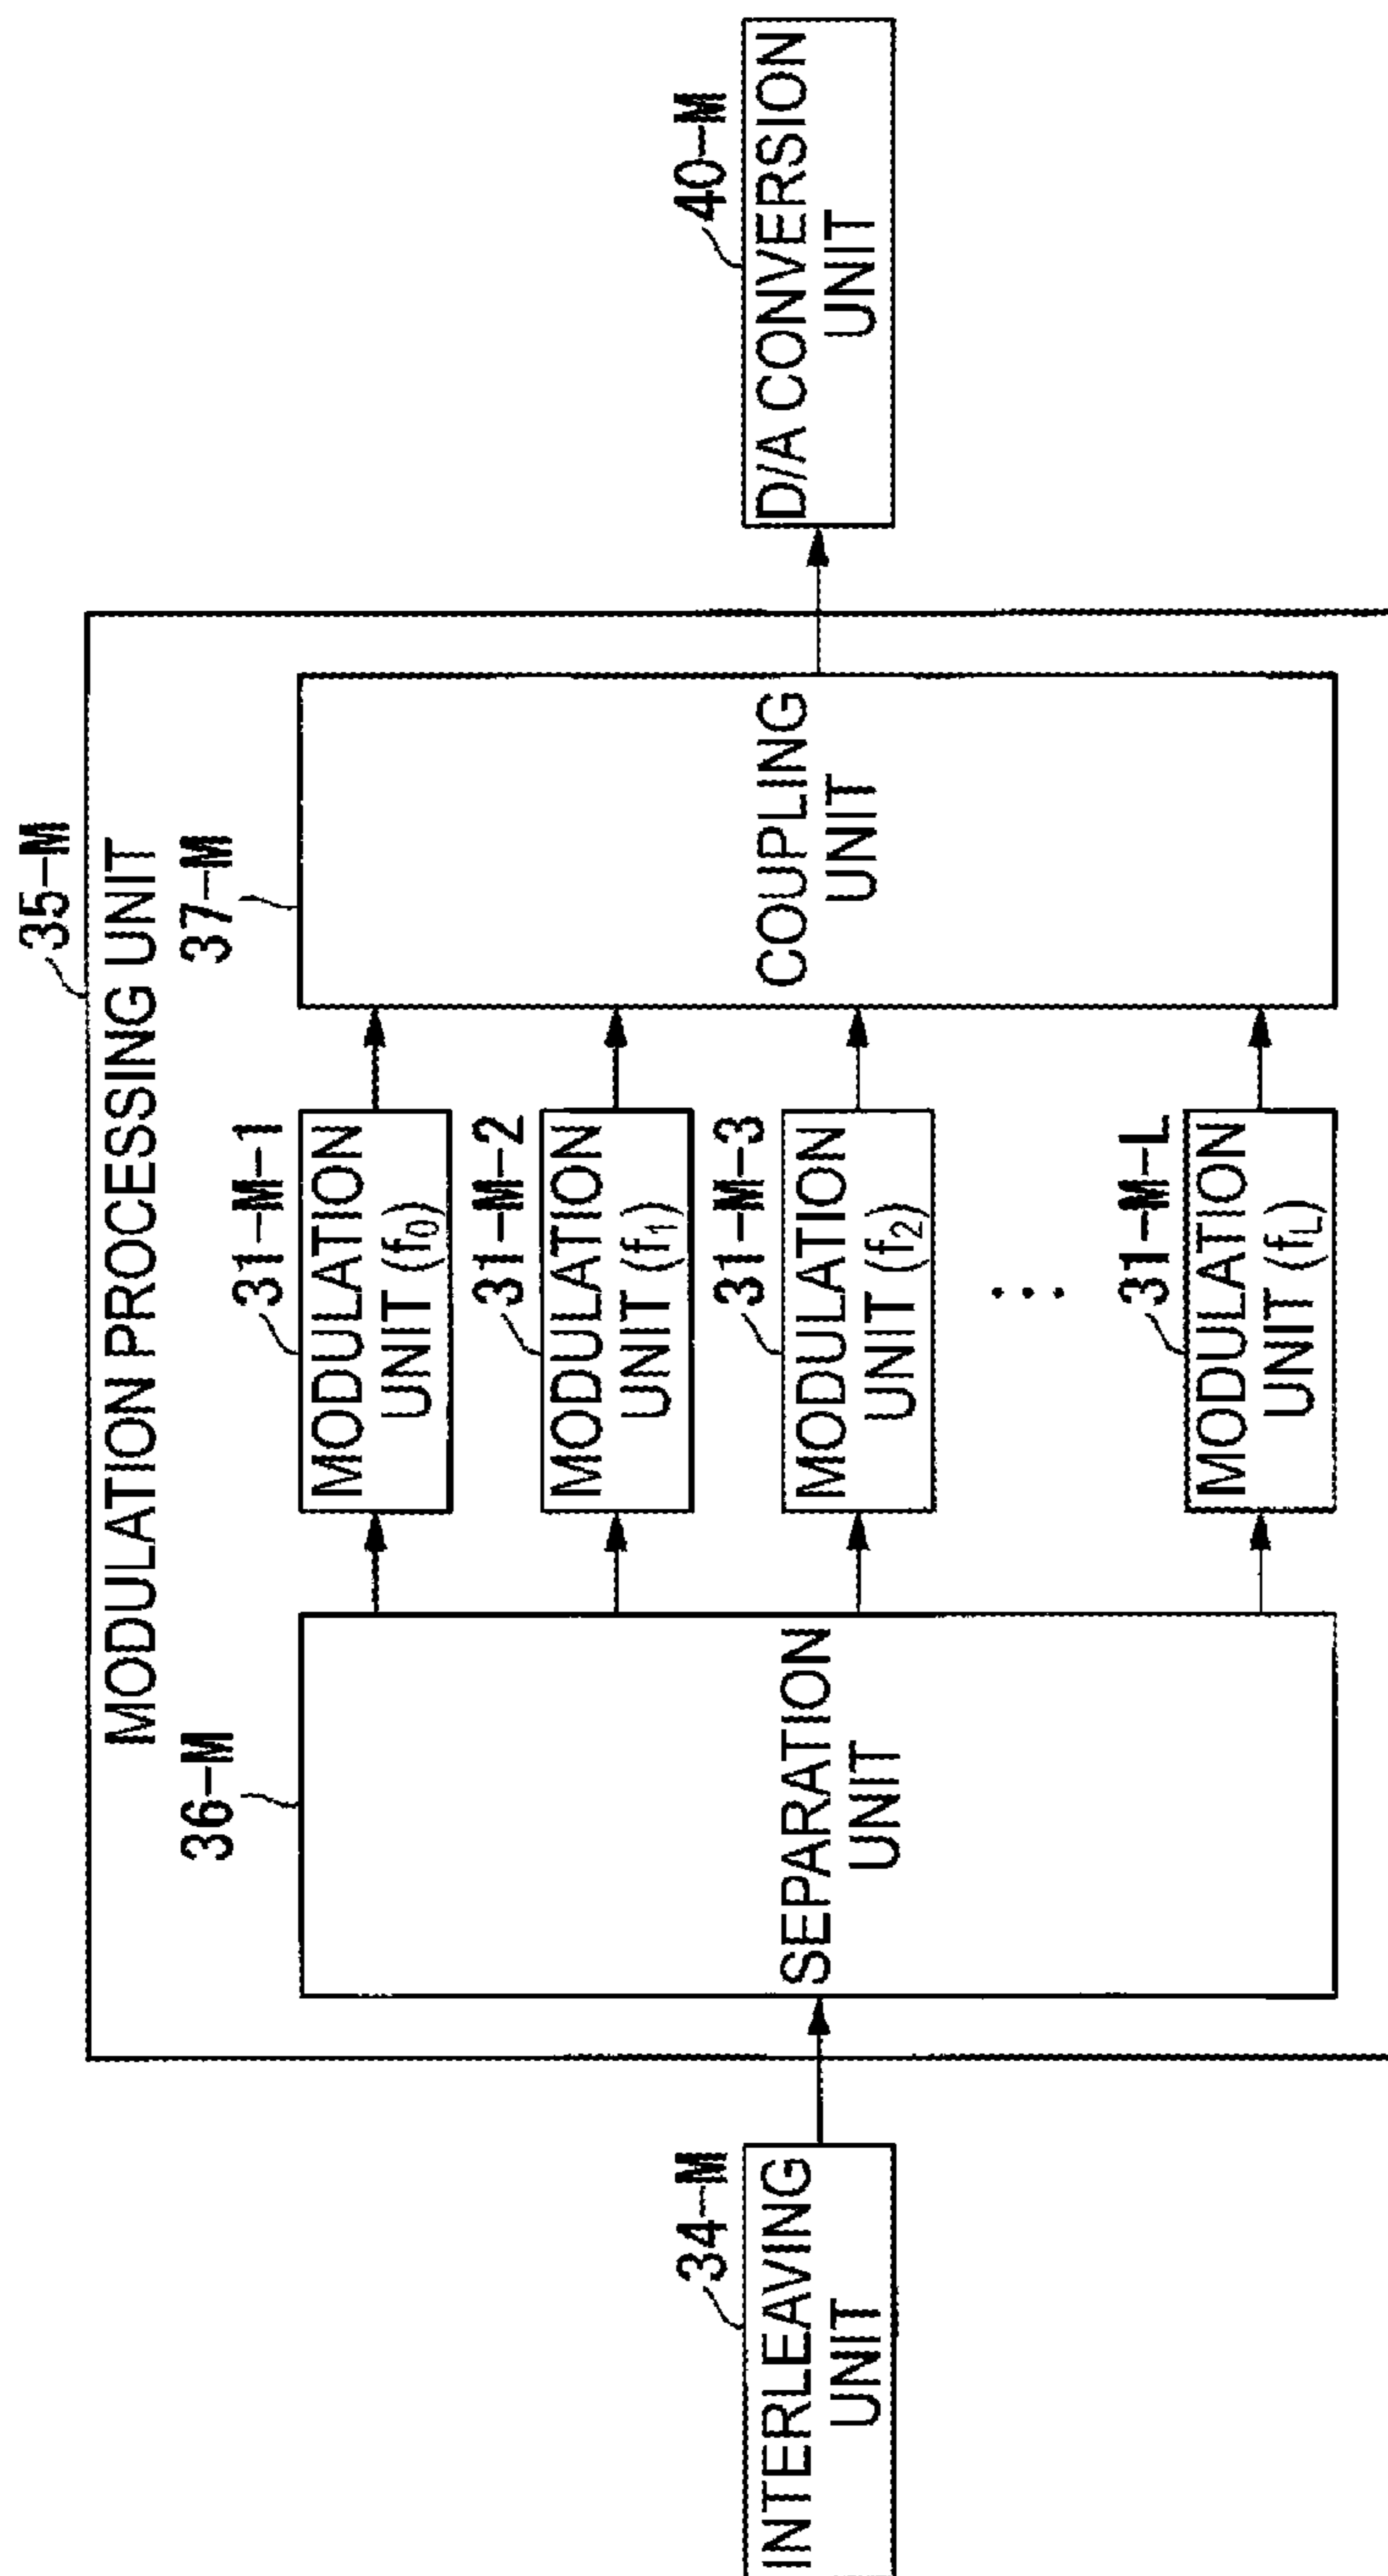 35-M
MODULATION PROCESSING UNIT
34-M
INTERLEAVING
UNIT
36-M
SEPARATION
UNIT
31-M-1
MODULATION
UNIT (f₀)
31-M-2
MODULATION
UNIT (f₁)
31-M-3
MODULATION
UNIT (f₂)
31-M-L
MODULATION
UNIT (f_L)
37-M
COUPLING
UNIT
40-M
D/A CONVERSION
UNIT